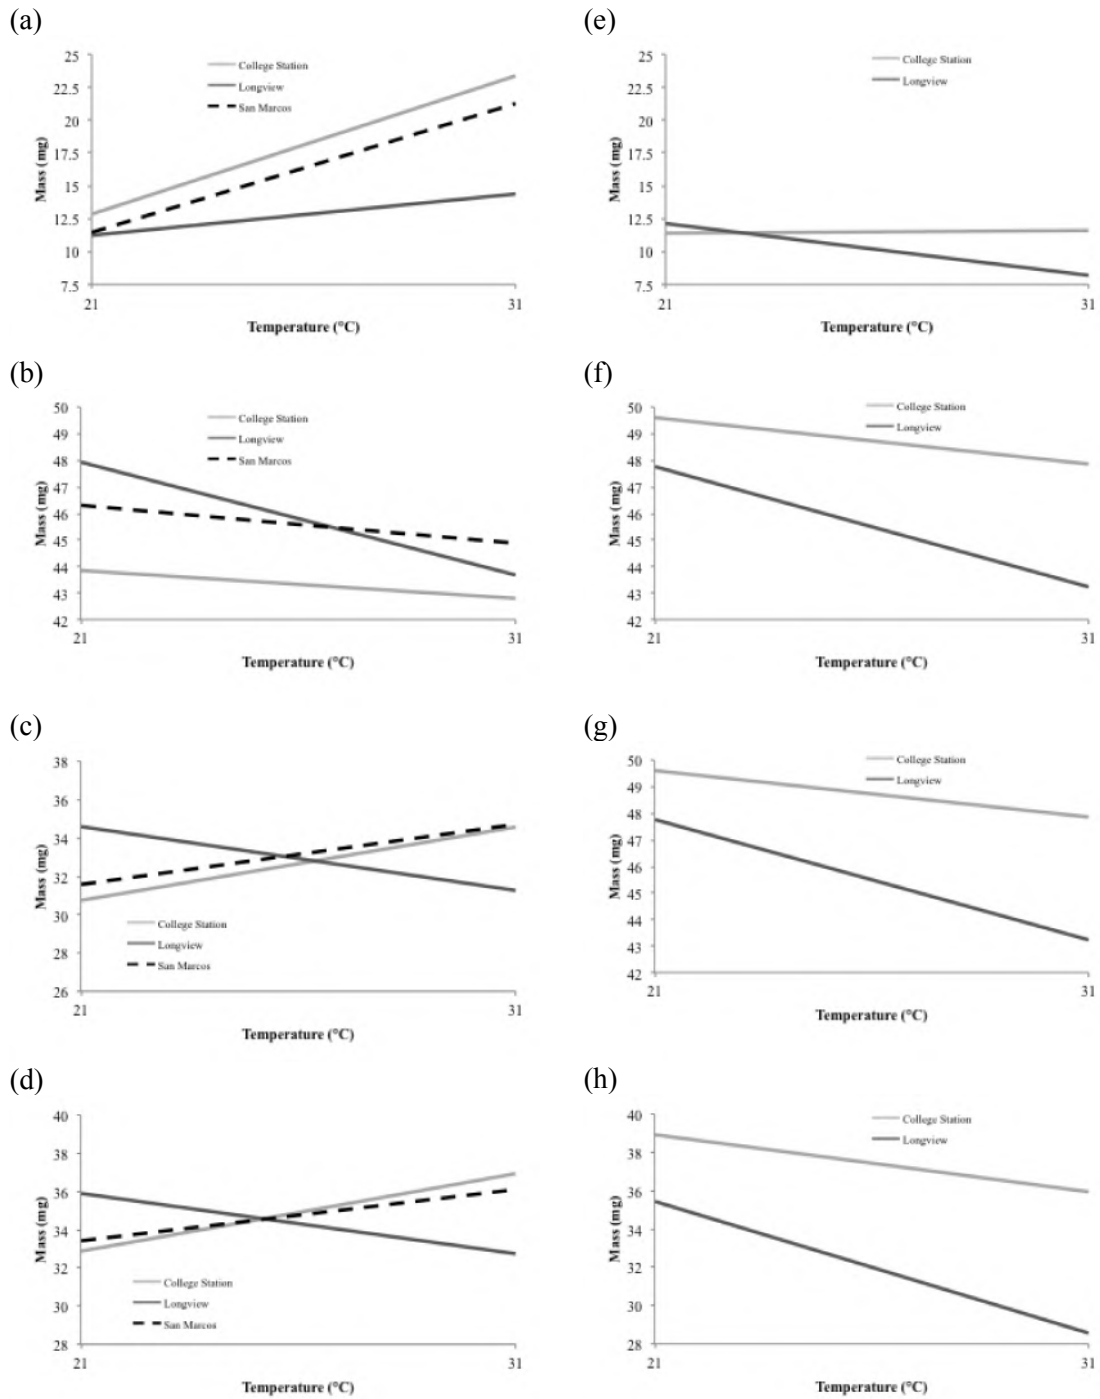 (a)
25
22.5
20
17.5
15
12.5
10
7.5
Mass (mg)
College Station
Longview
San Marcos
21
31
Temperature (°C)
(e)
25
22.5
20
17.5
15
12.5
10
7.5
Mass (mg)
College Station
Longview
21
31
Temperature (°C)
(b)
50
49
48
47
46
45
44
43
42
Mass (mg)
College Station
Longview
San Marcos
21
31
Temperature (°C)
(f)
50
49
48
47
46
45
44
43
42
Mass (mg)
College Station
Longview
21
31
Temperature (°C)
(c)
38
36
34
32
30
28
26
Mass (mg)
College Station
Longview
San Marcos
21
31
Temperature (°C)
(g)
50
49
48
47
46
45
44
43
42
Mass (mg)
College Station
Longview
21
31
Temperature (°C)
(d)
40
38
36
34
32
30
28
Mass (mg)
College Station
Longview
San Marcos
21
31
Temperature (°C)
(h)
40
38
36
34
32
30
28
Mass (mg)
College Station
Longview
21
31
Temperature (°C)